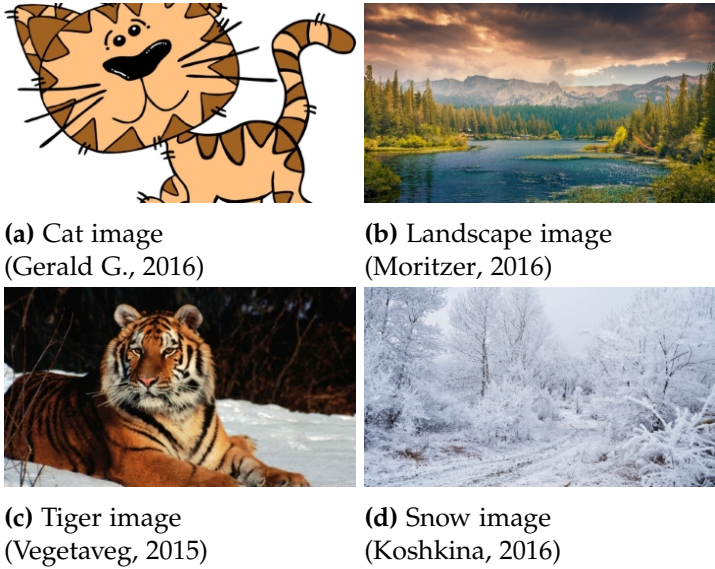 (a) Cat image
(Gerald G., 2016)
(b) Landscape image
(Moritzer, 2016)
(c) Tiger image
(Vegetaveg, 2015)
(d) Snow image
(Koshkina, 2016)